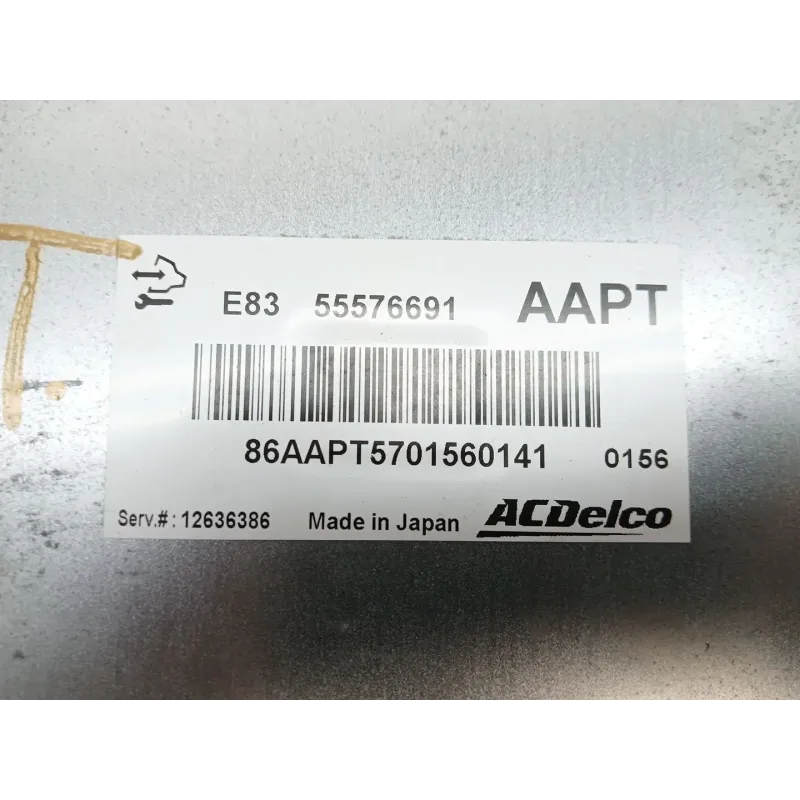 E83 55576691 AAPT
86AAPT5701560141 0156
Serv.#: 12636386 Made in Japan ACDelco